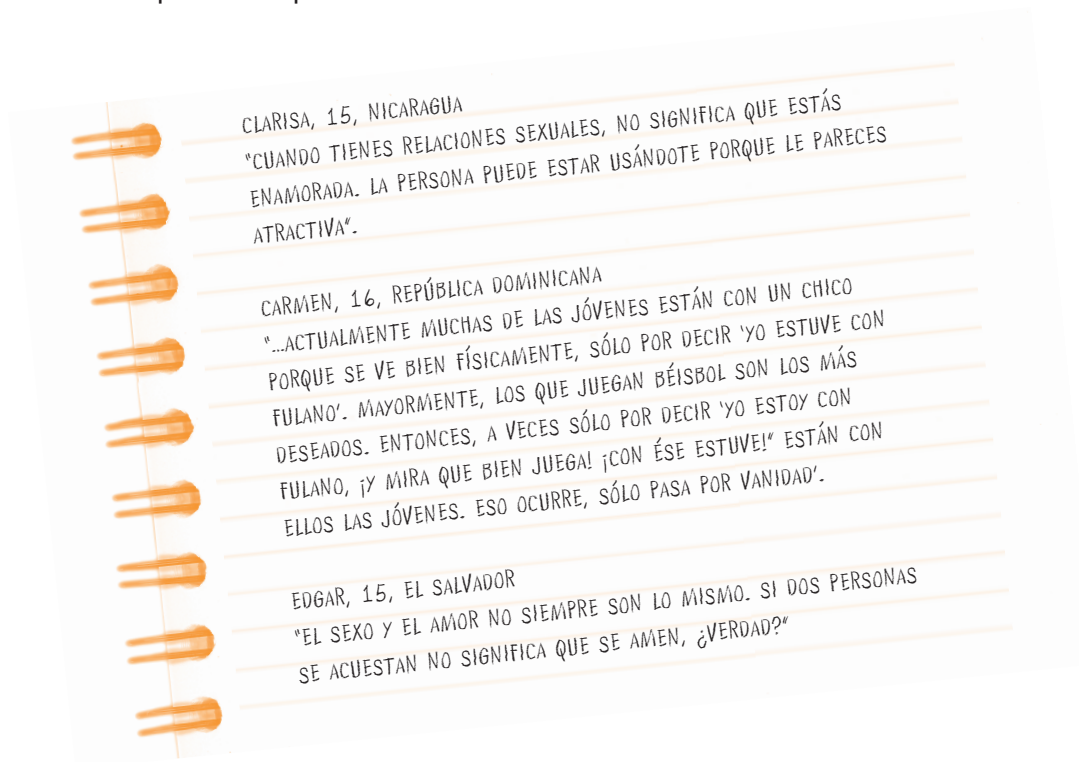 CLARISA, 15, NICARAGUA
"CUANDO TIENES RELACIONES SEXUALES, NO SIGNIFICA QUE ESTÁS
ENAMORADA. LA PERSONA PUEDE ESTAR USÁNDOTE PORQUE LE PARECES
ATRACTIVA".
CARMEN, 16, REPÚBLICA DOMINICANA
"...ACTUALMENTE MUCHAS DE LAS JÓVENES ESTÁN CON UN CHICO
PORQUE SE VE BIEN FÍSICAMENTE, SÓLO POR DECIR 'YO ESTUVE CON
FULANO'. MAYORMENTE, LOS QUE JUEGAN BÉISBOL SON LOS MÁS
DESEADOS. ENTONCES, A VECES SÓLO POR DECIR 'YO ESTOY CON
FULANO, ¡Y MIRA QUE BIEN JUEGA! ¡CON ÉSE ESTUVE!" ESTÁN CON
ELLOS LAS JÓVENES. ESO OCURRE, SÓLO PASA POR VANIDAD'.
EDGAR, 15, EL SALVADOR
"EL SEXO Y EL AMOR NO SIEMPRE SON LO MISMO. SI DOS PERSONAS
SE ACUESTAN NO SIGNIFICA QUE SE AMEN, ¿VERDAD?"